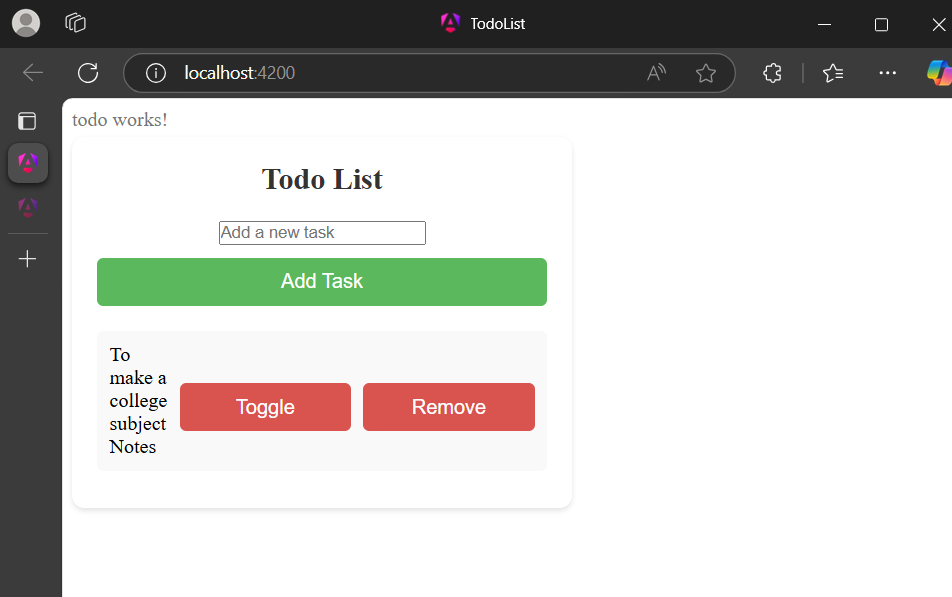 TodoList
localhost:4200
todo works!
Todo List
Add a new task
Add Task
To
make a
college
subject
Notes
Toggle
Remove